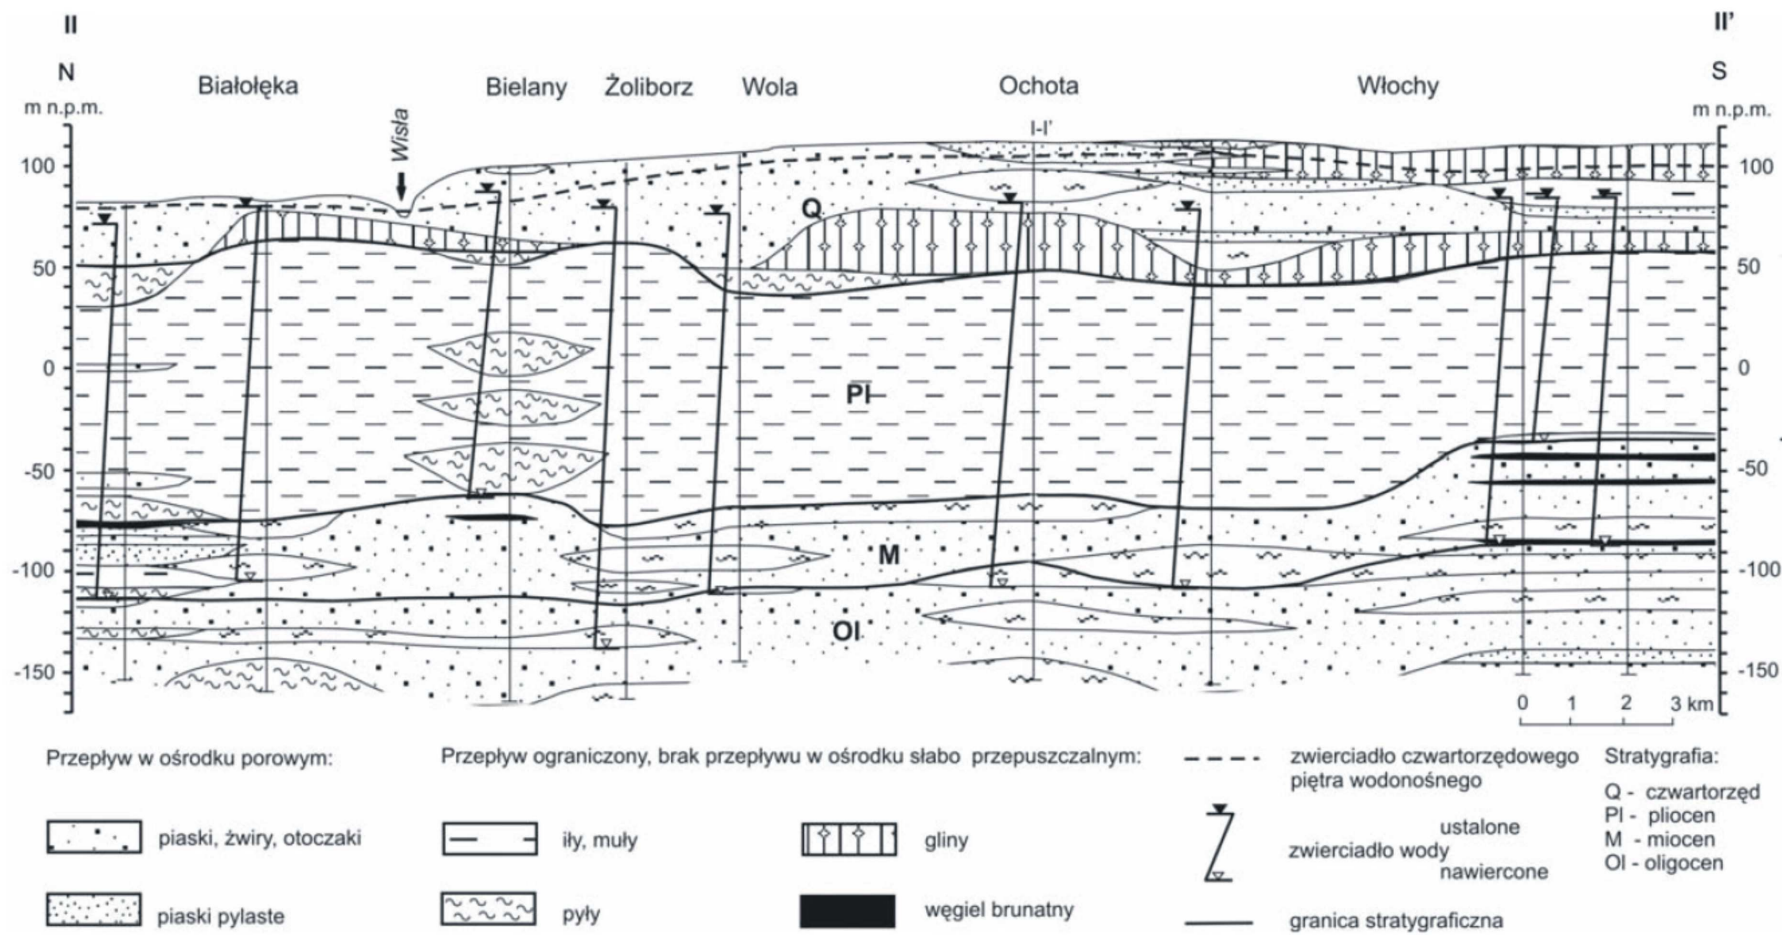 II II'
N S
Białołęka Bielany Żoliborz Wola Ochota Włochy
m n.p.m. m n.p.m.
Wisła
I-I'
100 100
Q
50 50
0 0
Pl
-50 -50
M
-100 -100
Ol
-150 -150
0 1 2 3 km
Przepływ w ośrodku porowym:
piaski, żwiry, otoczaki
piaski pylaste
Przepływ ograniczony, brak przepływu w ośrodku słabo przepuszczalnym:
iły, muły
pyły
gliny
węgiel brunatny
zwierciadło czwartorzędowego
piętra wodonośnego
ustalone
zwierciadło wody
nawiercone
granica stratygraficzna
Stratygrafia:
Q - czwartorzęd
Pl - pliocen
M - miocen
Ol - oligocen